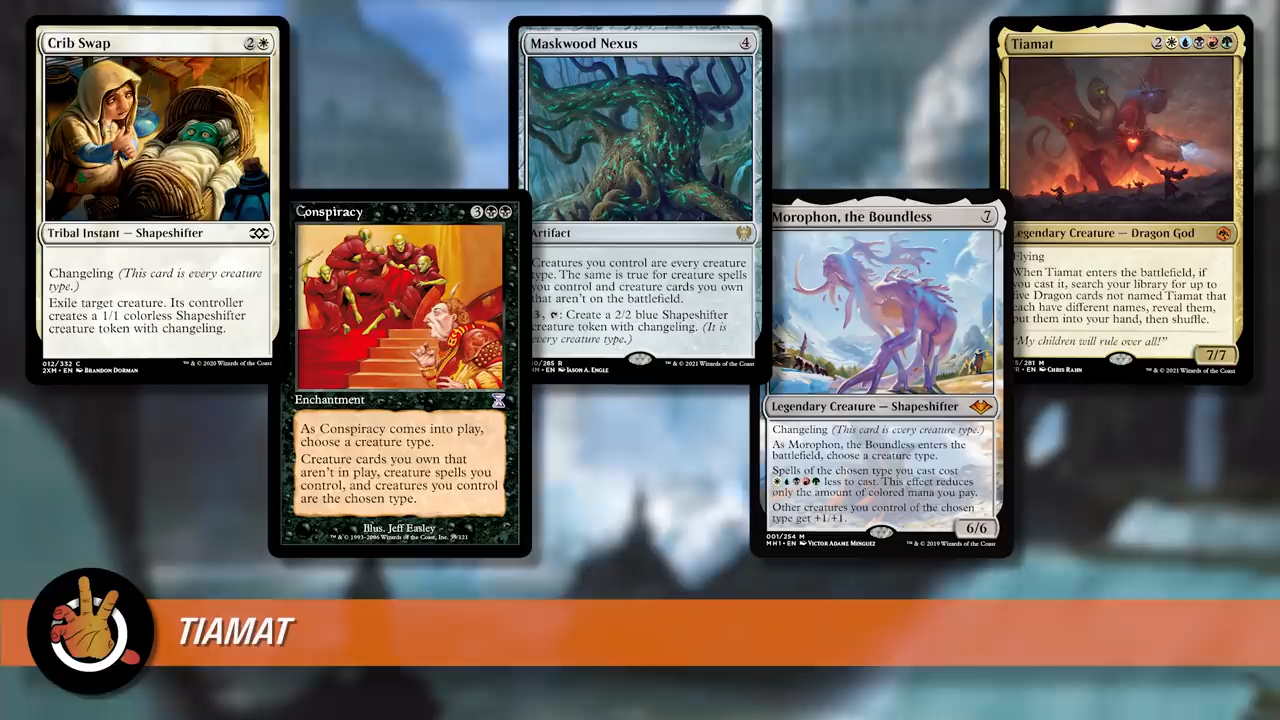 Crib Swap 2
Tribal Instant — Shapeshifter
Changeling (This card is every creature
type.)
Exile target creature. Its controller
creates a 1/1 colorless Shapeshifter
creature token with changeling.
012/332 C
2XM • EN BRANDON DORMAN
™ & © 2020 Wizards of the Coast
Conspiracy 3
Enchantment
As Conspiracy comes into play,
choose a creature type.
Creature cards you own that
aren't in play, creature spells you
control, and creatures you control
are the chosen type.
Illus. Jeff Easley
™ & © 1993–2006 Wizards of the Coast, Inc. 59/121
Maskwood Nexus 4
Artifact
Creatures you control are every creature
type. The same is true for creature spells
you control and creature cards you own
that aren't on the battlefield.
3, : Create a 2/2 blue Shapeshifter
creature token with changeling. (It is
every creature type.)
/285 R
EN JASON A. ENGLE
™ & © 2021 Wizards of the Coast
Morophon, the Boundless 7
Legendary Creature — Shapeshifter
Changeling (This card is every creature type.)
As Morophon, the Boundless enters the
battlefield, choose a creature type.
Spells of the chosen type you cast cost
less to cast. This effect reduces
only the amount of colored mana you pay.
Other creatures you control of the chosen
type get +1/+1.
6/6
001/254 M
MH1 • EN VICTOR ADAME MINGUEZ
™ & © 2019 Wizards of the Coast
Tiamat 2
Legendary Creature — Dragon God
Flying
When Tiamat enters the battlefield, if
you cast it, search your library for up to
five Dragon cards not named Tiamat that
each have different names, reveal them,
put them into your hand, then shuffle.
"My children will rule over all!"
7/7
/281 M
EN CHRIS RAHN
™ & © 2021 Wizards of the Coast
TIAMAT